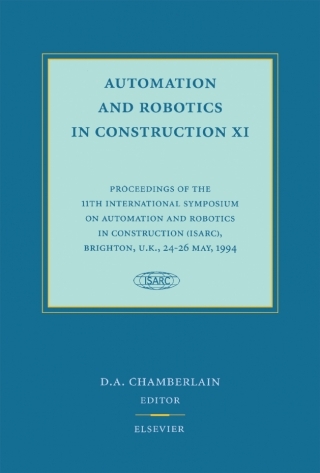 AUTOMATION
AND ROBOTICS
IN CONSTRUCTION XI
PROCEEDINGS OF THE
11TH INTERNATIONAL SYMPOSIUM
ON AUTOMATION AND ROBOTICS
IN CONSTRUCTION (ISARC),
BRIGHTON, U.K., 24-26 MAY, 1994
ISARC
D.A. CHAMBERLAIN
EDITOR
ELSEVIER